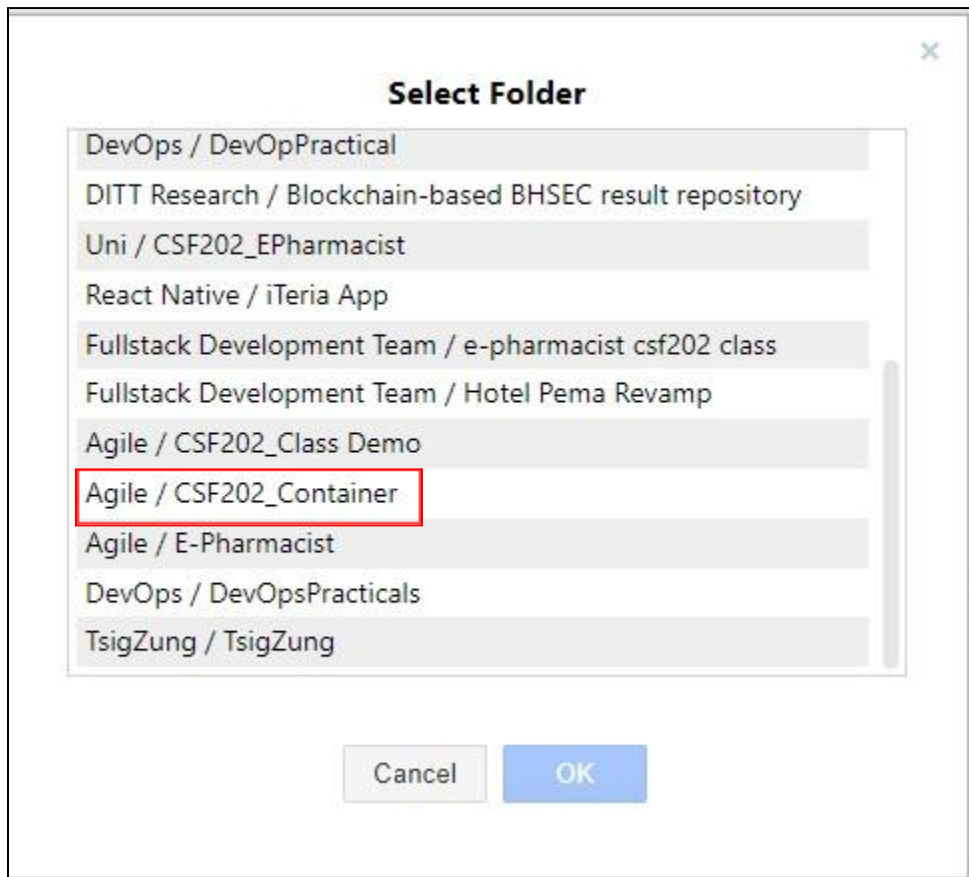 Select Folder
DevOps / DevOpPractical
DITT Research / Blockchain-based BHSEC result repository
Uni / CSF202_EPharmacist
React Native / iTeria App
Fullstack Development Team / e-pharmacist csf202 class
Fullstack Development Team / Hotel Pema Revamp
Agile / CSF202_Class Demo
Agile / CSF202_Container
Agile / E-Pharmacist
DevOps / DevOpsPracticals
TsigZung / TsigZung
Cancel OK